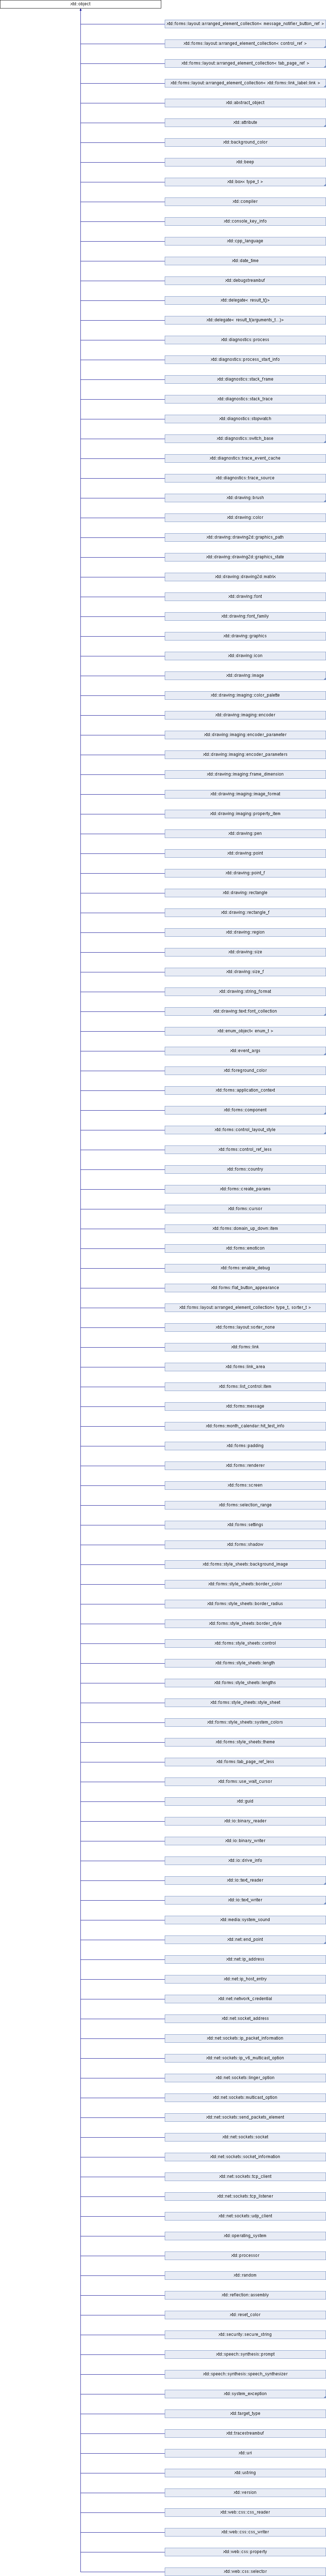 xtd::object
xtd::forms::layout::arranged_element_collection< message_notifier_button_ref >
xtd::forms::layout::arranged_element_collection< control_ref >
xtd::forms::layout::arranged_element_collection< tab_page_ref >
xtd::forms::layout::arranged_element_collection< xtd::forms::link_label::link >
xtd::abstract_object
xtd::attribute
xtd::background_color
xtd::beep
xtd::box< type_t >
xtd::compiler
xtd::console_key_info
xtd::cpp_language
xtd::date_time
xtd::debugstreambuf
xtd::delegate< result_t()>
xtd::delegate< result_t(arguments_t...)>
xtd::diagnostics::process
xtd::diagnostics::process_start_info
xtd::diagnostics::stack_frame
xtd::diagnostics::stack_trace
xtd::diagnostics::stopwatch
xtd::diagnostics::switch_base
xtd::diagnostics::trace_event_cache
xtd::diagnostics::trace_source
xtd::drawing::brush
xtd::drawing::color
xtd::drawing::drawing2d::graphics_path
xtd::drawing::drawing2d::graphics_state
xtd::drawing::drawing2d::matrix
xtd::drawing::font
xtd::drawing::font_family
xtd::drawing::graphics
xtd::drawing::icon
xtd::drawing::image
xtd::drawing::imaging::color_palette
xtd::drawing::imaging::encoder
xtd::drawing::imaging::encoder_parameter
xtd::drawing::imaging::encoder_parameters
xtd::drawing::imaging::frame_dimension
xtd::drawing::imaging::image_format
xtd::drawing::imaging::property_item
xtd::drawing::pen
xtd::drawing::point
xtd::drawing::point_f
xtd::drawing::rectangle
xtd::drawing::rectangle_f
xtd::drawing::region
xtd::drawing::size
xtd::drawing::size_f
xtd::drawing::string_format
xtd::drawing::text::font_collection
xtd::enum_object< enum_t >
xtd::event_args
xtd::foreground_color
xtd::forms::application_context
xtd::forms::component
xtd::forms::control_layout_style
xtd::forms::control_ref_less
xtd::forms::country
xtd::forms::create_params
xtd::forms::cursor
xtd::forms::domain_up_down::item
xtd::forms::emoticon
xtd::forms::enable_debug
xtd::forms::flat_button_appearance
xtd::forms::layout::arranged_element_collection< type_t, sorter_t >
xtd::forms::layout::sorter_none
xtd::forms::link
xtd::forms::link_area
xtd::forms::list_control::item
xtd::forms::message
xtd::forms::month_calendar::hit_test_info
xtd::forms::padding
xtd::forms::renderer
xtd::forms::screen
xtd::forms::selection_range
xtd::forms::settings
xtd::forms::shadow
xtd::forms::style_sheets::background_image
xtd::forms::style_sheets::border_color
xtd::forms::style_sheets::border_radius
xtd::forms::style_sheets::border_style
xtd::forms::style_sheets::control
xtd::forms::style_sheets::length
xtd::forms::style_sheets::lengths
xtd::forms::style_sheets::style_sheet
xtd::forms::style_sheets::system_colors
xtd::forms::style_sheets::theme
xtd::forms::tab_page_ref_less
xtd::forms::use_wait_cursor
xtd::guid
xtd::io::binary_reader
xtd::io::binary_writer
xtd::io::drive_info
xtd::io::text_reader
xtd::io::text_writer
xtd::media::system_sound
xtd::net::end_point
xtd::net::ip_address
xtd::net::ip_host_entry
xtd::net::network_credential
xtd::net::socket_address
xtd::net::sockets::ip_packet_information
xtd::net::sockets::ip_v6_multicast_option
xtd::net::sockets::linger_option
xtd::net::sockets::multicast_option
xtd::net::sockets::send_packets_element
xtd::net::sockets::socket
xtd::net::sockets::socket_information
xtd::net::sockets::tcp_client
xtd::net::sockets::tcp_listener
xtd::net::sockets::udp_client
xtd::operating_system
xtd::processor
xtd::random
xtd::reflection::assembly
xtd::reset_color
xtd::security::secure_string
xtd::speech::synthesis::prompt
xtd::speech::synthesis::speech_synthesizer
xtd::system_exception
xtd::target_type
xtd::tracestreambuf
xtd::uri
xtd::ustring
xtd::version
xtd::web::css::css_reader
xtd::web::css::css_writer
xtd::web::css::property
xtd::web::css::selector